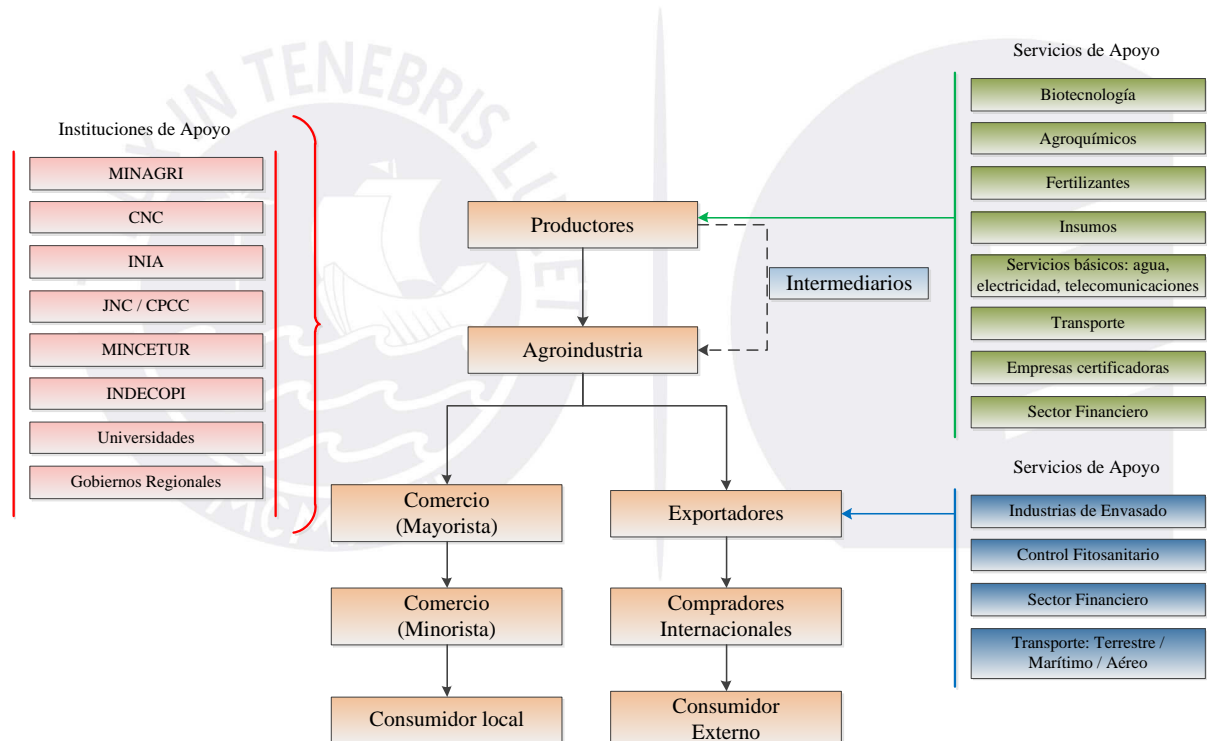 Instituciones de Apoyo
MINAGRI
CNC
INIA
JNC / CPCC
MINCETUR
INDECOPI
Universidades
Gobiernos Regionales
IN TENEBRIS
Productores
Intermediarios
Agroindustria
Comercio
(Mayorista)
Exportadores
Comercio
(Minorista)
Compradores
Internacionales
Consumidor local
Consumidor
Externo
Servicios de Apoyo
Biotecnología
Agroquímicos
Fertilizantes
Insumos
Servicios básicos: agua,
electricidad, telecomunicaciones
Transporte
Empresas certificadoras
Sector Financiero
Servicios de Apoyo
Industrias de Envasado
Control Fitosanitario
Sector Financiero
Transporte: Terrestre /
Marítimo / Aéreo